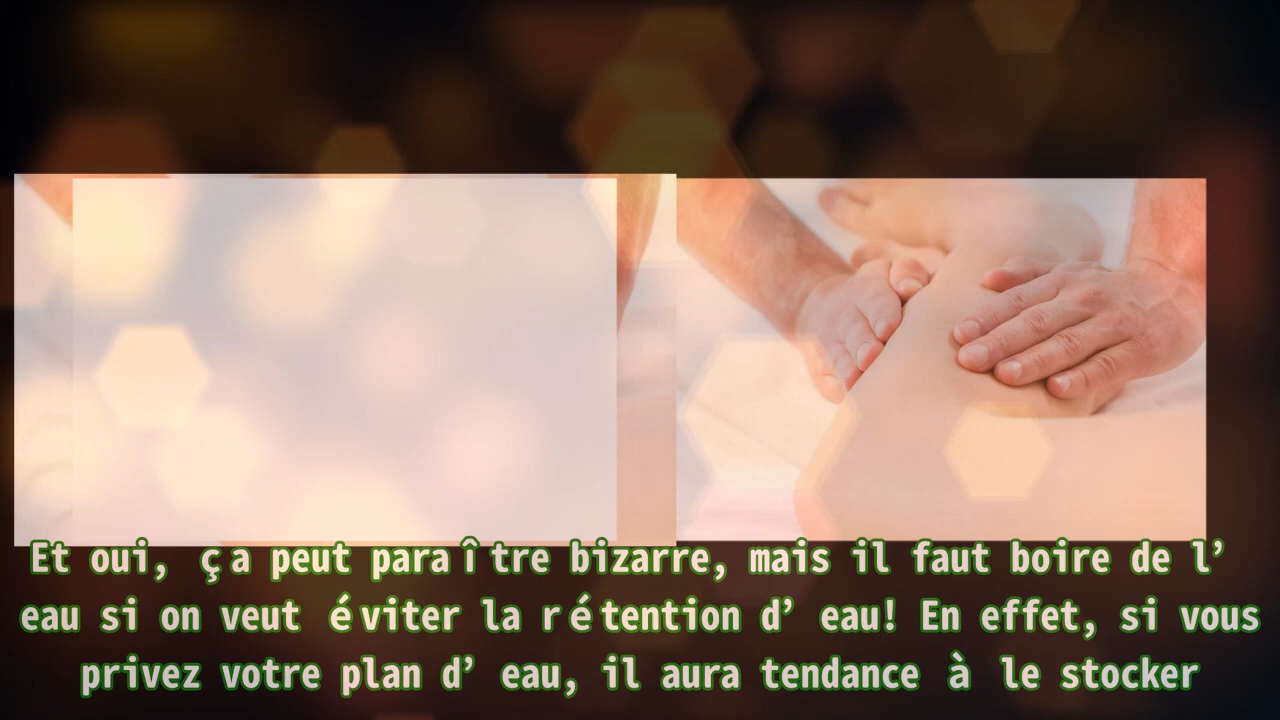 Et oui, ça peut paraître bizarre, mais il faut boire de l’
eau si on veut éviter la rétention d’ eau! En effet, si vous
privez votre plan d’ eau, il aura tendance à le stocker